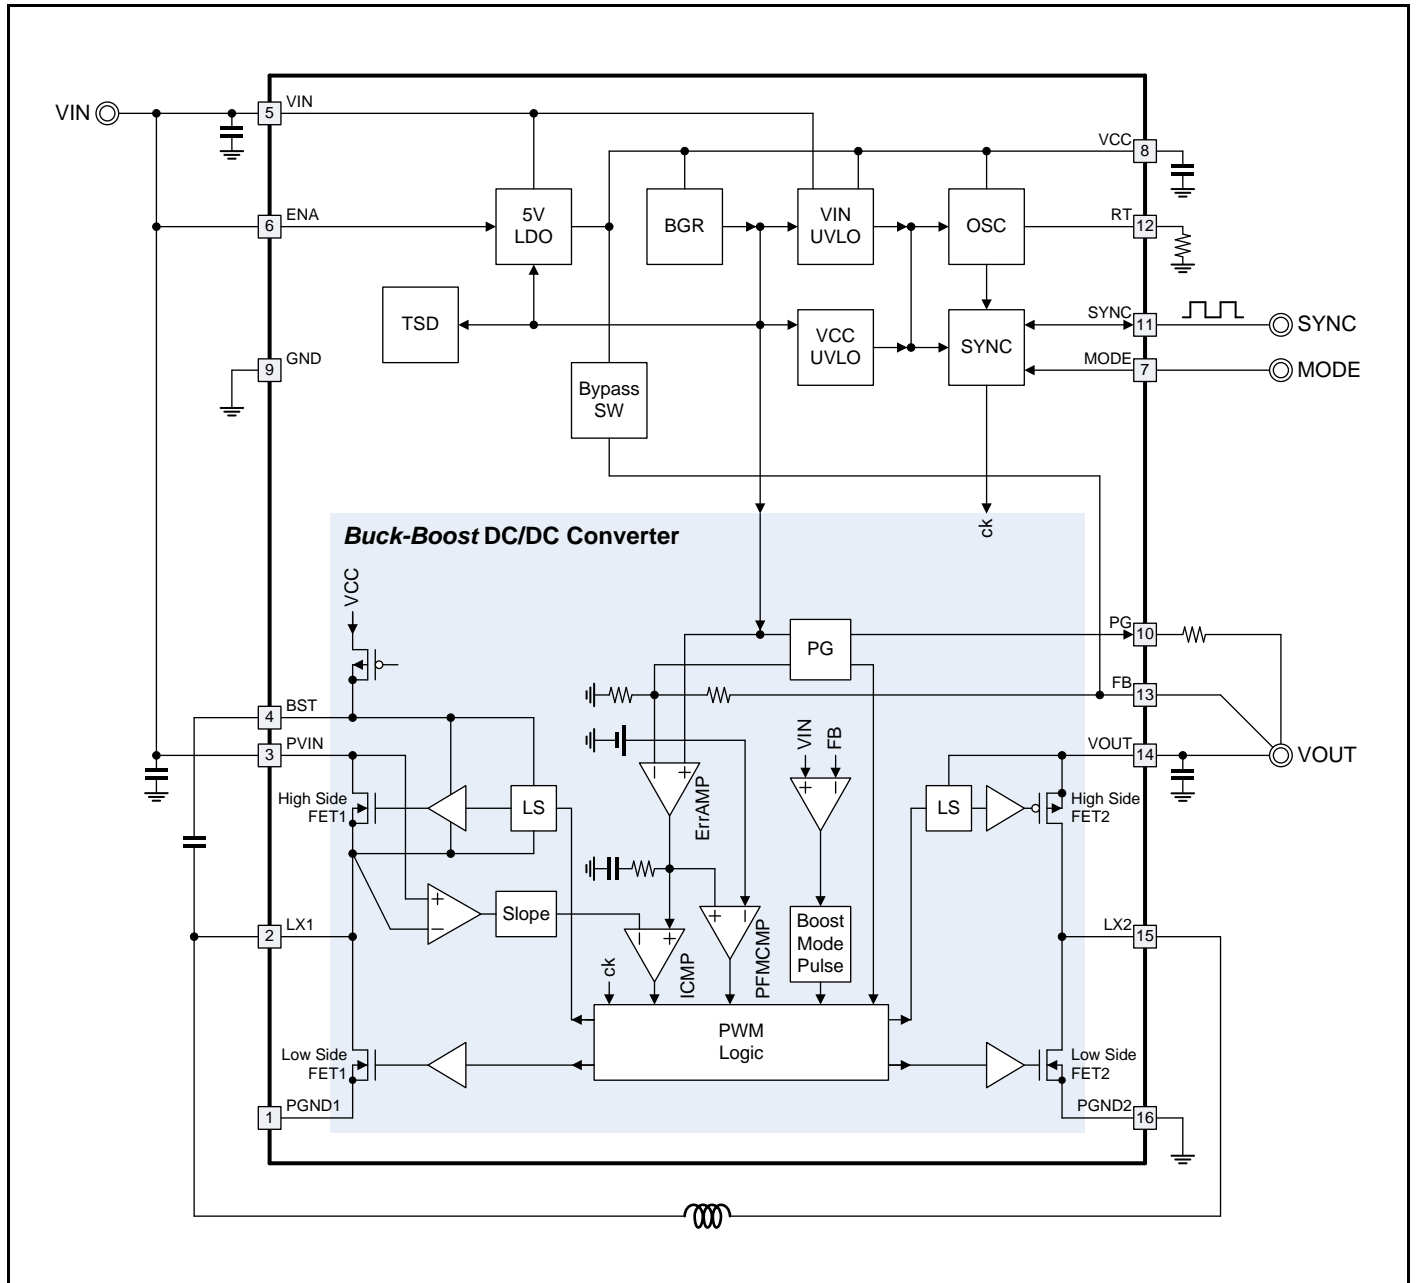 VIN
5
VIN
VCC
8
6
ENA
5V
LDO
BGR
VIN
UVLO
OSC
RT
12
TSD
VCC
UVLO
SYNC
SYNC
11
SYNC
MODE
7
MODE
9
GND
Bypass
SW
ck
Buck-Boost DC/DC Converter
VCC
PG
PG
10
FB
13
4
BST
3
PVIN
VIN
FB
VOUT
14
VOUT
High Side
FET1
LS
ErrAMP
LS
High Side
FET2
Slope
Boost
Mode
Pulse
2
LX1
LX2
15
ck
ICMP
PFMCMP
PWM
Logic
Low Side
FET1
Low Side
FET2
1
PGND1
PGND2
16